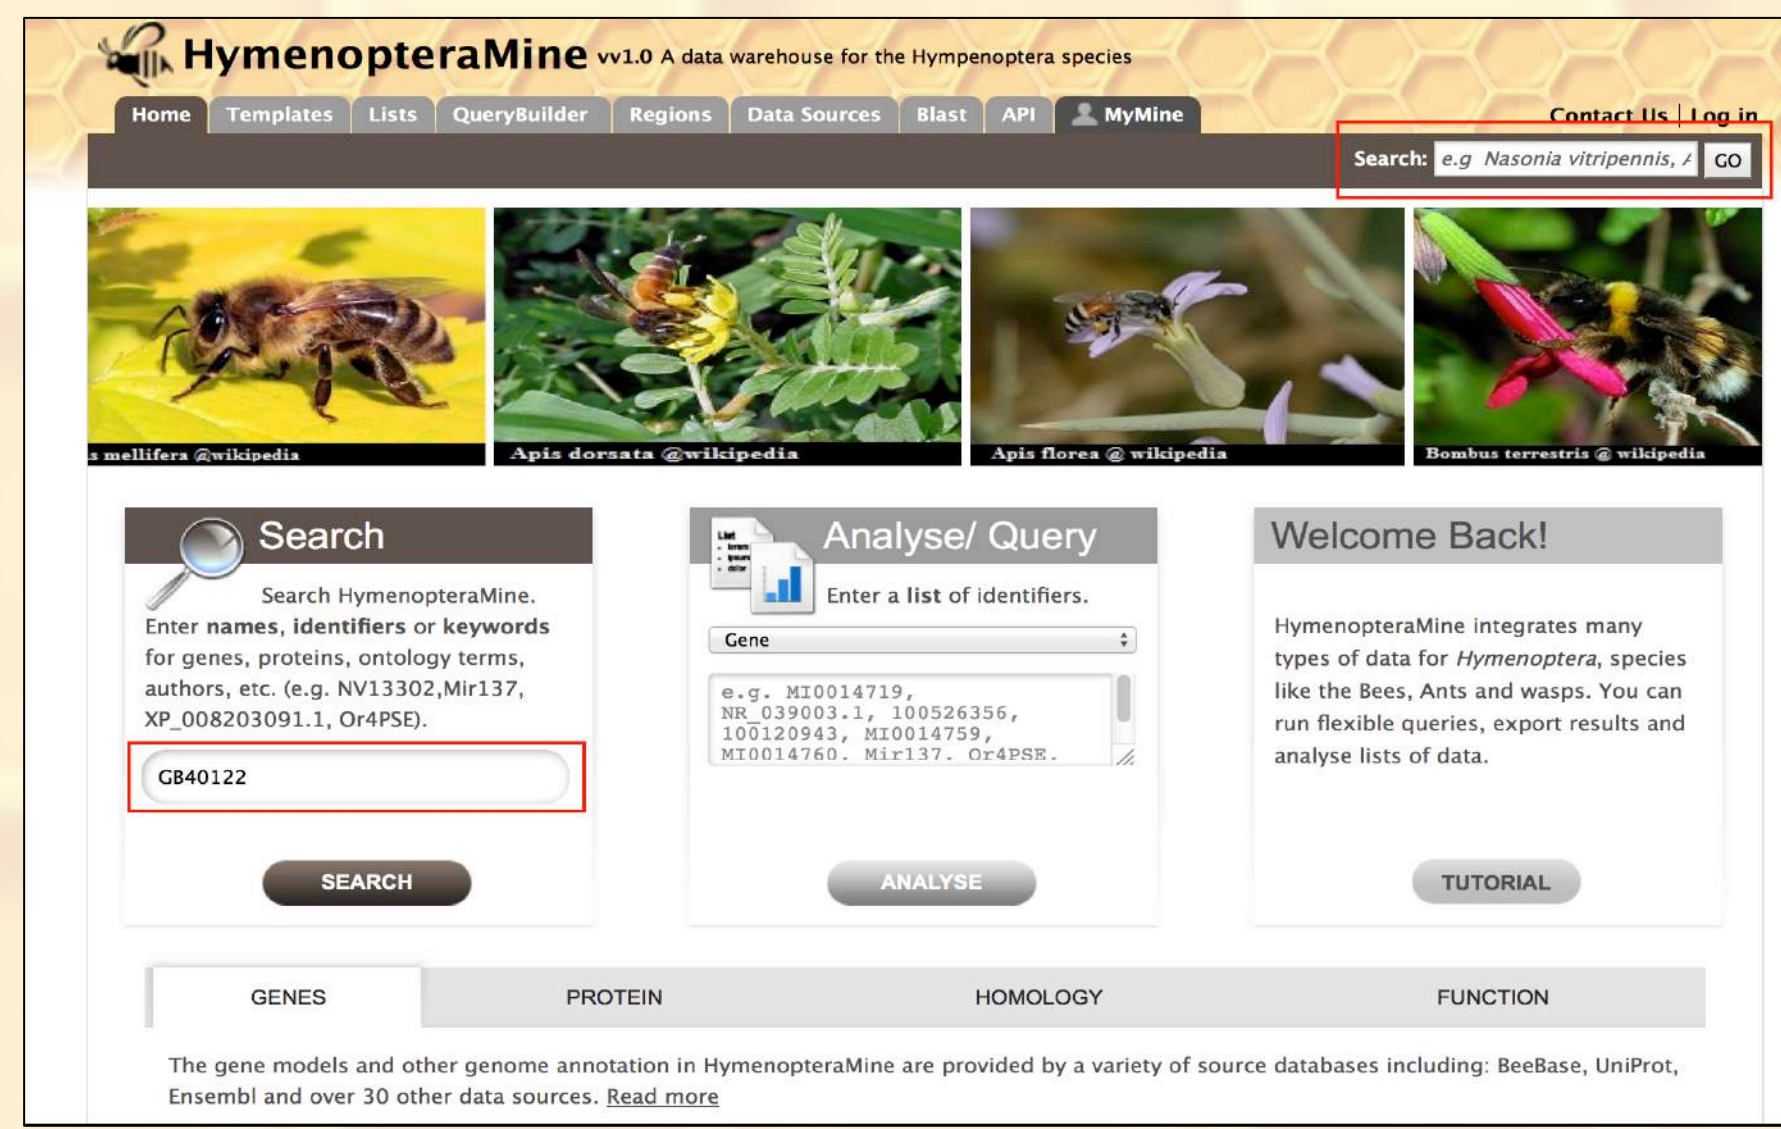 HymenopteraMine vv1.0 A data warehouse for the Hympenoptera species
Home Templates Lists QueryBuilder Regions Data Sources Blast API MyMine
Contact Us | Log in
Search: e.g Nasonia vitripennis, A GO
s mellifera @wikipedia
Apis dorsata @wikipedia
Apis florea @ wikipedia
Bombus terrestris @ wikipedia
Search
Search HymenopteraMine.
Enter names, identifiers or keywords
for genes, proteins, ontology terms,
authors, etc. (e.g. NV13302,Mir137,
XP_008203091.1, Or4PSE).
GB40122
SEARCH
List
lorem
ipsum
dolor
Analyse/ Query
Enter a list of identifiers.
Gene
e.g. MI0014719,
NR_039003.1, 100526356,
100120943, MI0014759,
MI0014760, Mir137, Or4PSE,
ANALYSE
Welcome Back!
HymenopteraMine integrates many
types of data for Hymenoptera, species
like the Bees, Ants and wasps. You can
run flexible queries, export results and
analyse lists of data.
TUTORIAL
GENES PROTEIN HOMOLOGY FUNCTION
The gene models and other genome annotation in HymenopteraMine are provided by a variety of source databases including: BeeBase, UniProt,
Ensembl and over 30 other data sources. Read more